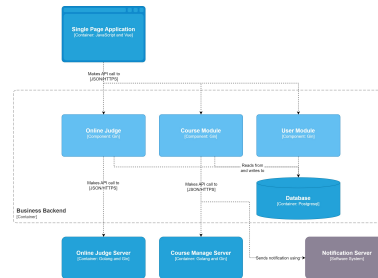 Single Page Application
[Container: JavaScript and Vue]
Makes API call to
[JSON/HTTPS]
Online Judge
[Component: Gin]
Course Module
[Component: Gin]
User Module
[Component: Gin]
Makes API call to
[JSON/HTTPS]
Makes API call to
[JSON/HTTPS]
Reads from
and writes to
Database
[Container: Postgresql]
Business Backend
[Container]
Online Judge Server
[Container: Golang and Gin]
Course Manage Server
[Container: Golang and Gin]
Sends notification using
Notification Server
[Software System]